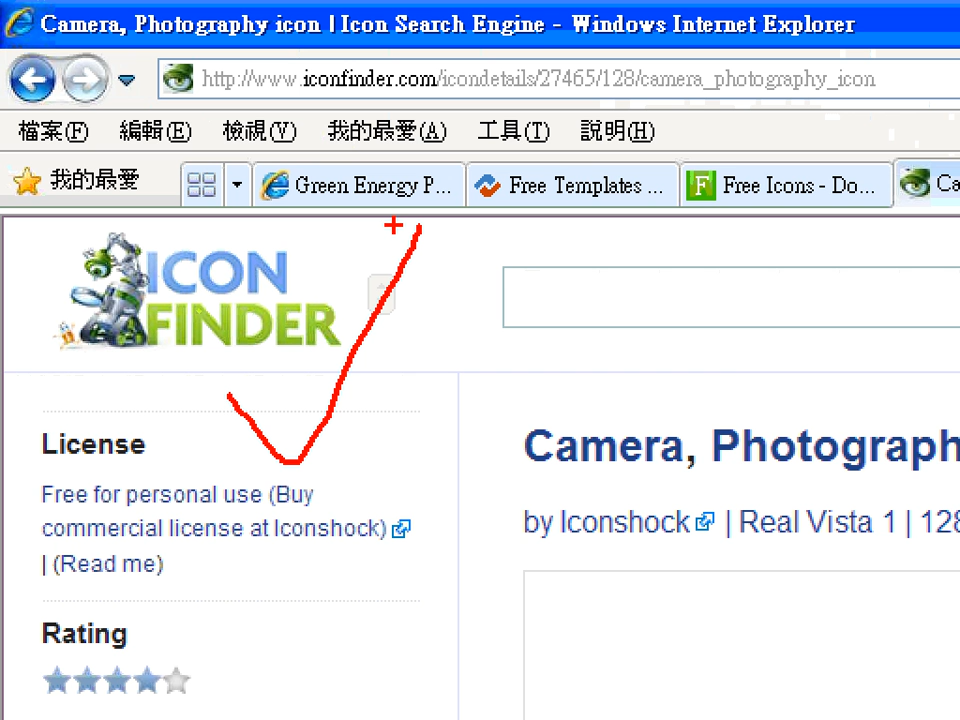 Camera, Photography icon | Icon Search Engine - Windows Internet Explorer
http://www.iconfinder.com/icondetails/27465/128/camera_photography_icon
檔案(F) 編輯(E) 檢視(V) 我的最愛(A) 工具(T) 說明(H)
我的最愛 Green Energy P... Free Templates ... F Free Icons - Do... Ca
ICON
FINDER
License
Free for personal use (Buy
commercial license at Iconshock)
| (Read me)
Rating
Camera, Photograph
by Iconshock | Real Vista 1 | 128